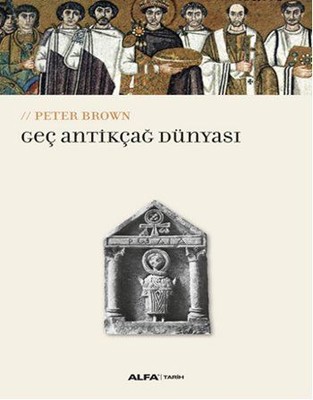 // PETER BROWN
GEÇ ANTİKÇAĞ DÜNYASI
ALFA | TARİH